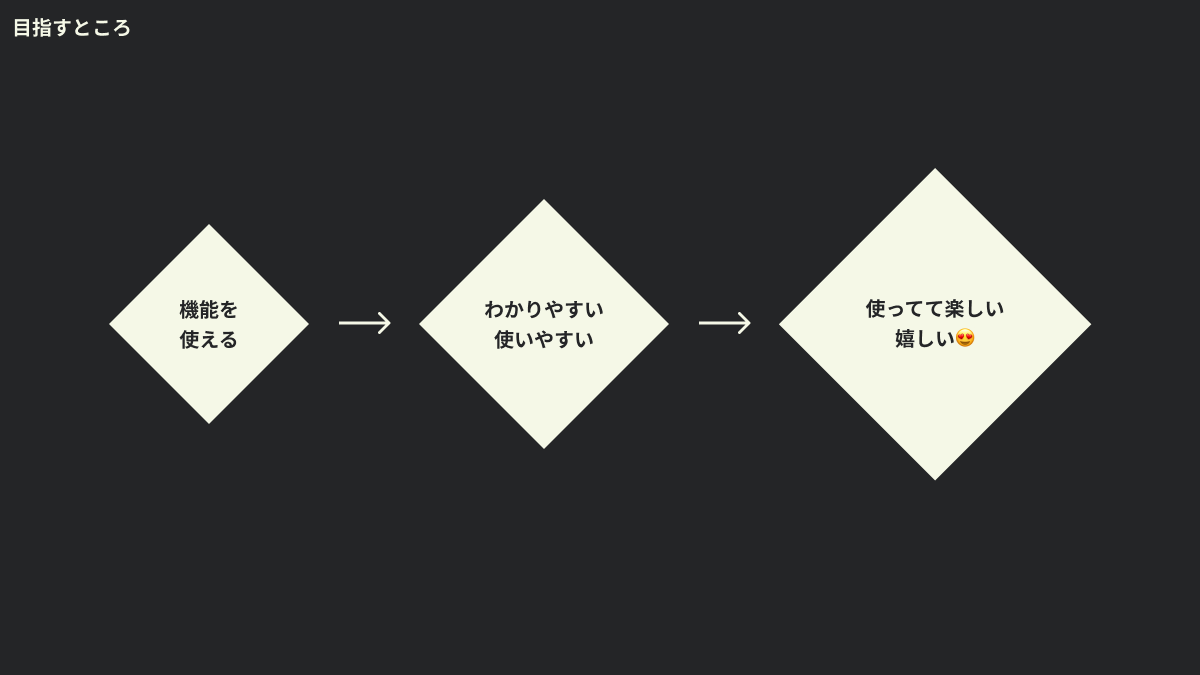 目指すところ
機能を
使える
わかりやすい
使いやすい
使ってて楽しい
嬉しい😍